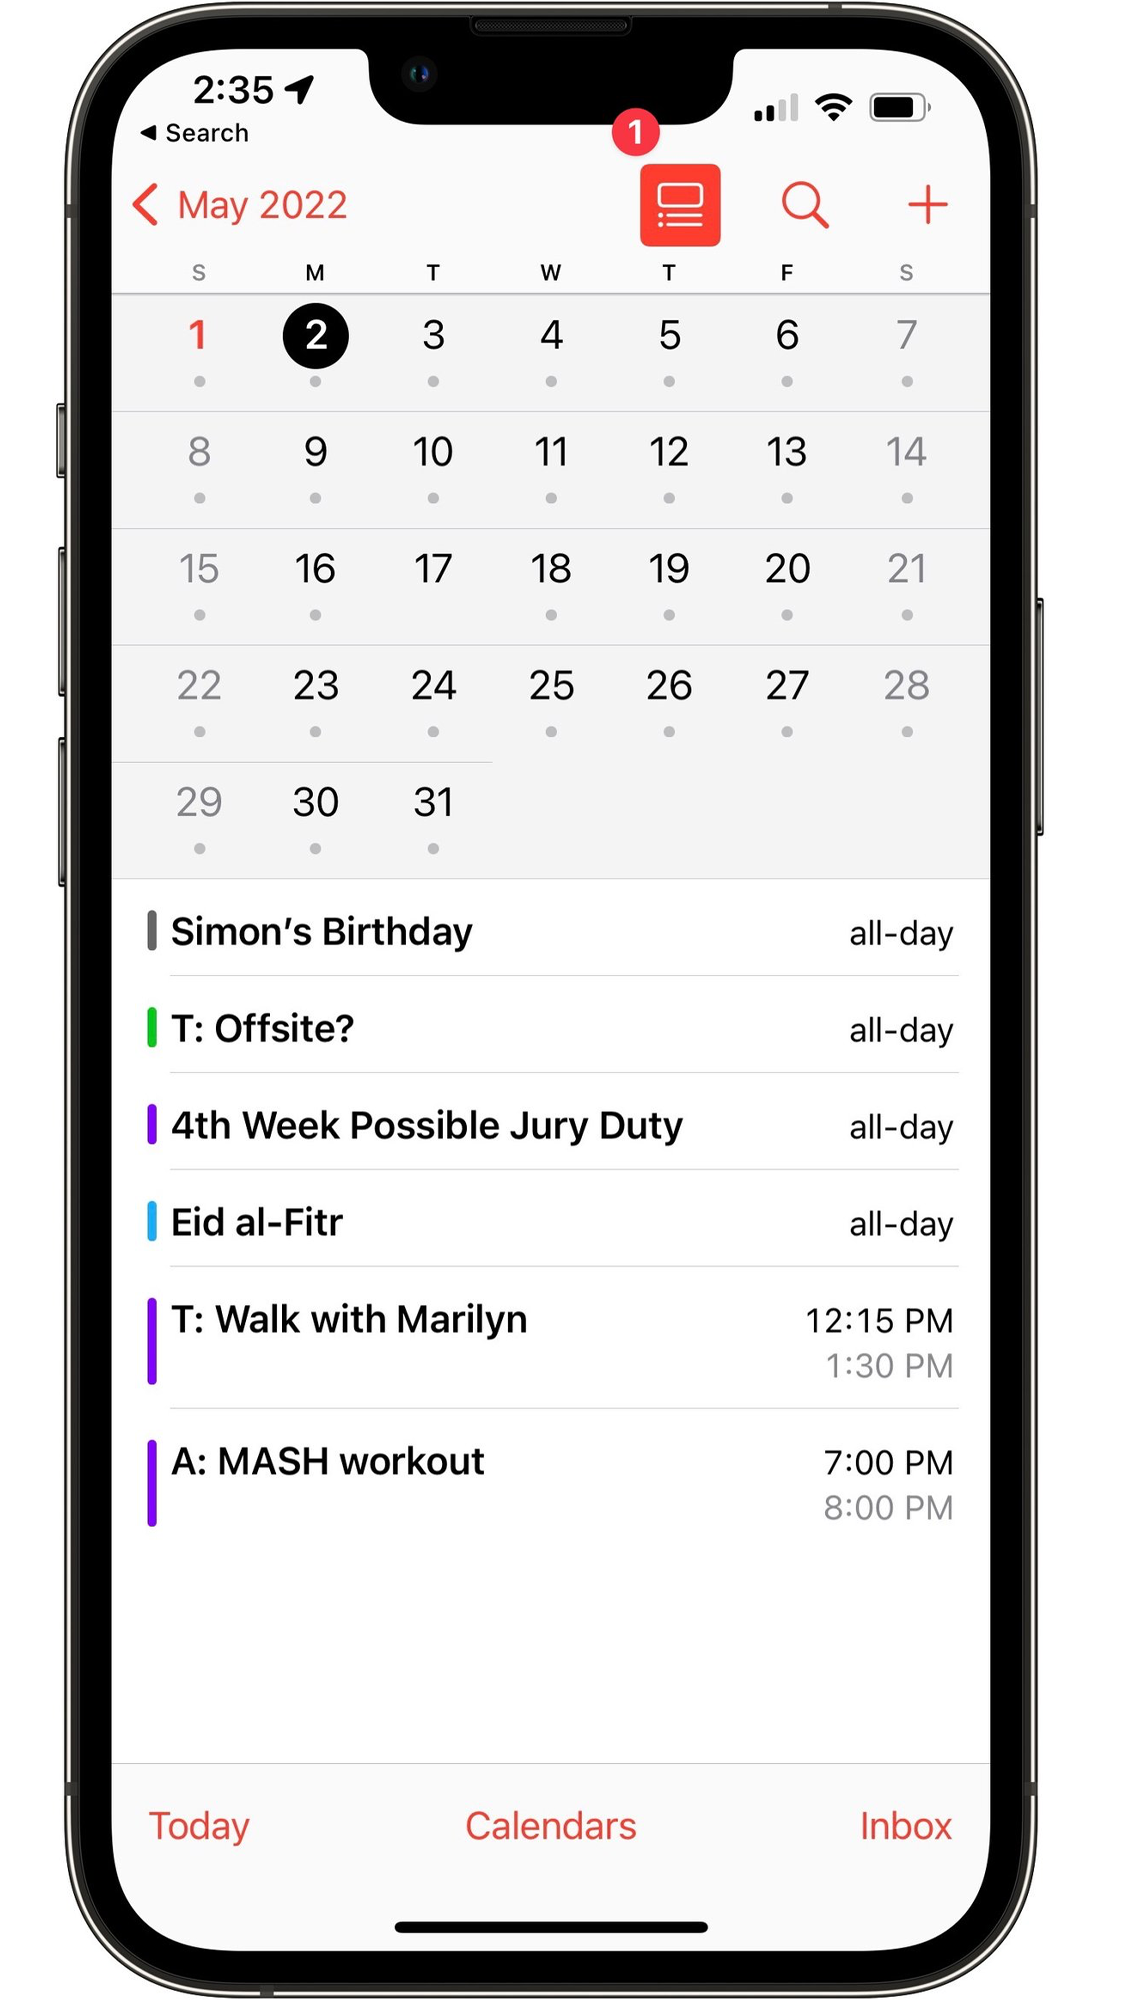 2:35
◀ Search
1
May 2022
S M T W T F S
1 2 3 4 5 6 7
8 9 10 11 12 13 14
15 16 17 18 19 20 21
22 23 24 25 26 27 28
29 30 31
Simon’s Birthday all-day
T: Offsite? all-day
4th Week Possible Jury Duty all-day
Eid al-Fitr all-day
T: Walk with Marilyn 12:15 PM
1:30 PM
A: MASH workout 7:00 PM
8:00 PM
Today Calendars Inbox